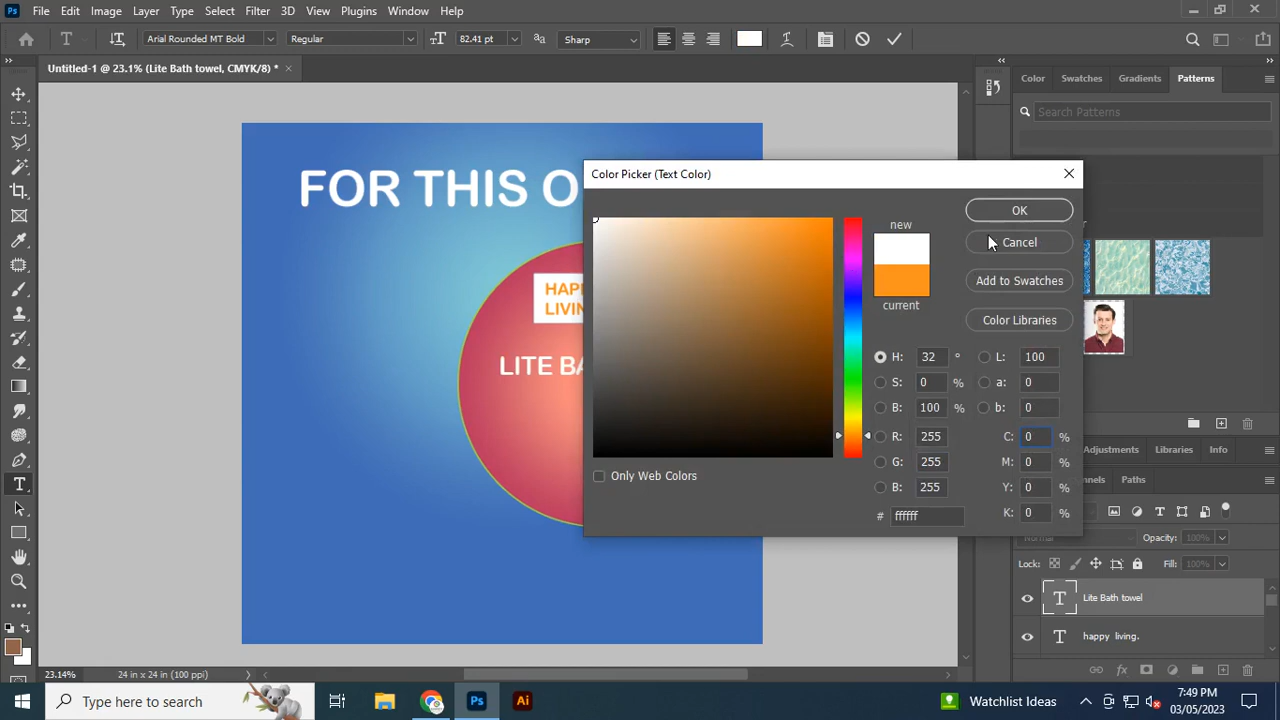 Ps File Edit Image Layer Type Select Filter 3D View Plugins Window Help
T Arial Rounded MT Bold Regular 82.41 pt aa Sharp
Untitled-1 @ 23.1% (Lite Bath towel, CMYK/8) *
Color Swatches Gradients Patterns
Search Patterns
FOR THIS O
HAP
LIVIN
LITE BA
Color Picker (Text Color)
new
current
OK
Cancel
Add to Swatches
Color Libraries
H: 32 ° L: 100
S: 0 % a: 0
B: 100 % b: 0
R: 255 C: 0 %
G: 255 M: 0 %
B: 255 Y: 0 %
# ffffff K: 0 %
Only Web Colors
Adjustments Libraries Info
Paths
Normal Opacity: 100%
Lock: Fill: 100%
T Lite Bath towel
T happy living.
fx
23.14% 24 in x 24 in (100 ppi)
Type here to search
Ps Ai
Watchlist Ideas
7:49 PM
03/05/2023